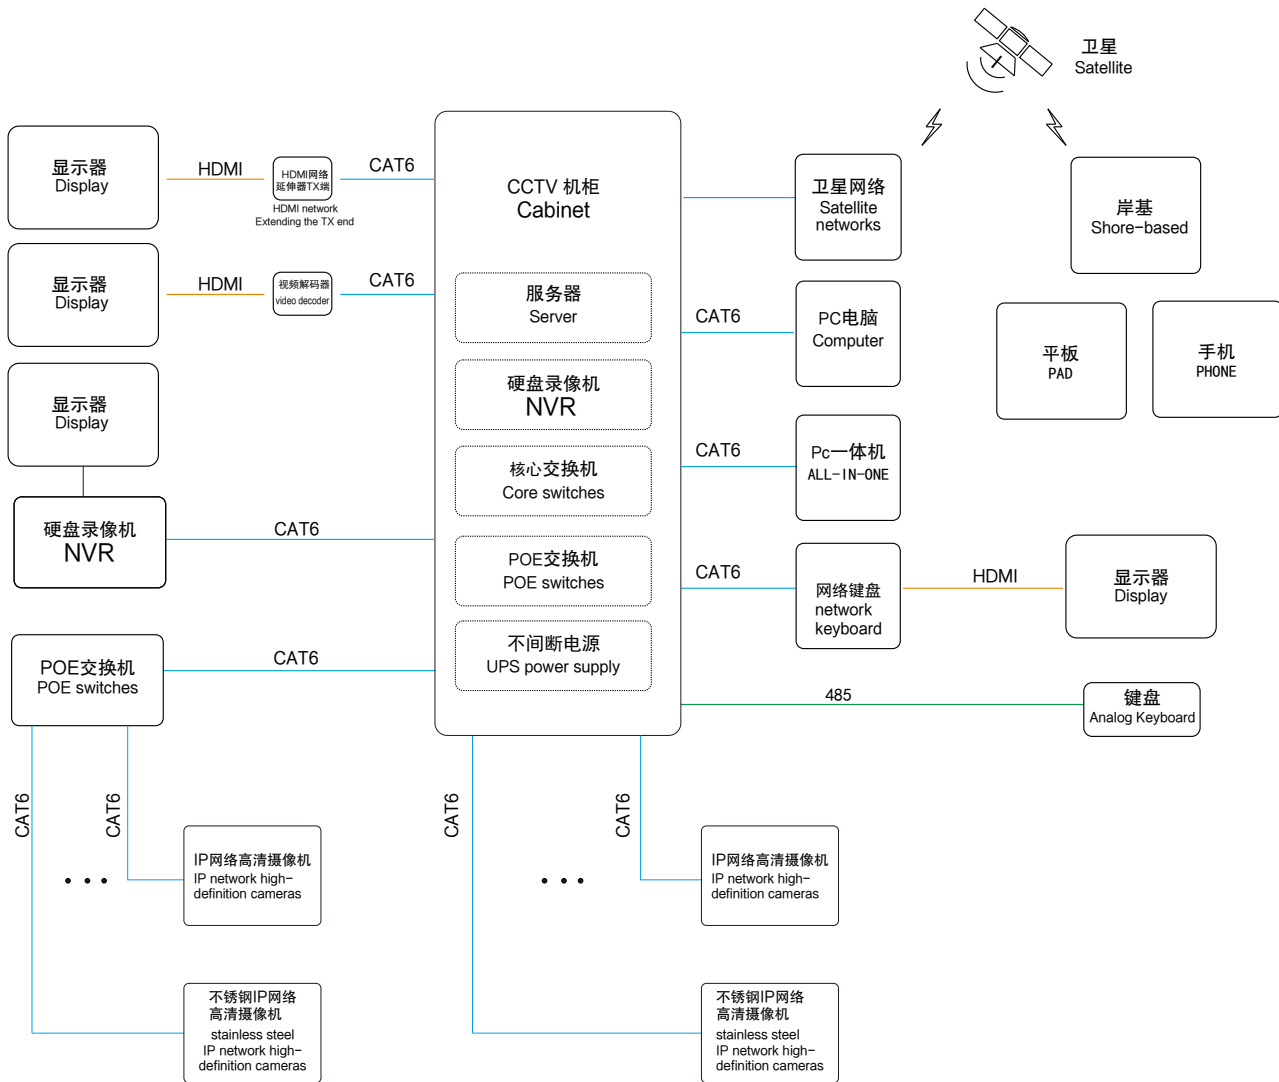 卫星
Satellite
显示器
Display
HDMI
HDMI网络
延伸器TX端
HDMI network
Extending the TX end
CAT6
CCTV 机柜
Cabinet
卫星网络
Satellite
networks
岸基
Shore-based
显示器
Display
HDMI
视频解码器
video decoder
CAT6
服务器
Server
CAT6
PC电脑
Computer
平板
PAD
手机
PHONE
显示器
Display
硬盘录像机
NVR
CAT6
Pc一体机
ALL-IN-ONE
硬盘录像机
NVR
CAT6
核心交换机
Core switches
POE交换机
POE switches
CAT6
网络键盘
network
keyboard
HDMI
显示器
Display
POE交换机
POE switches
CAT6
不间断电源
UPS power supply
485
键盘
Analog Keyboard
CAT6
CAT6
CAT6
CAT6
IP网络高清摄像机
IP network high-
definition cameras
IP网络高清摄像机
IP network high-
definition cameras
不锈钢IP网络
高清摄像机
stainless steel
IP network high-
definition cameras
不锈钢IP网络
高清摄像机
stainless steel
IP network high-
definition cameras